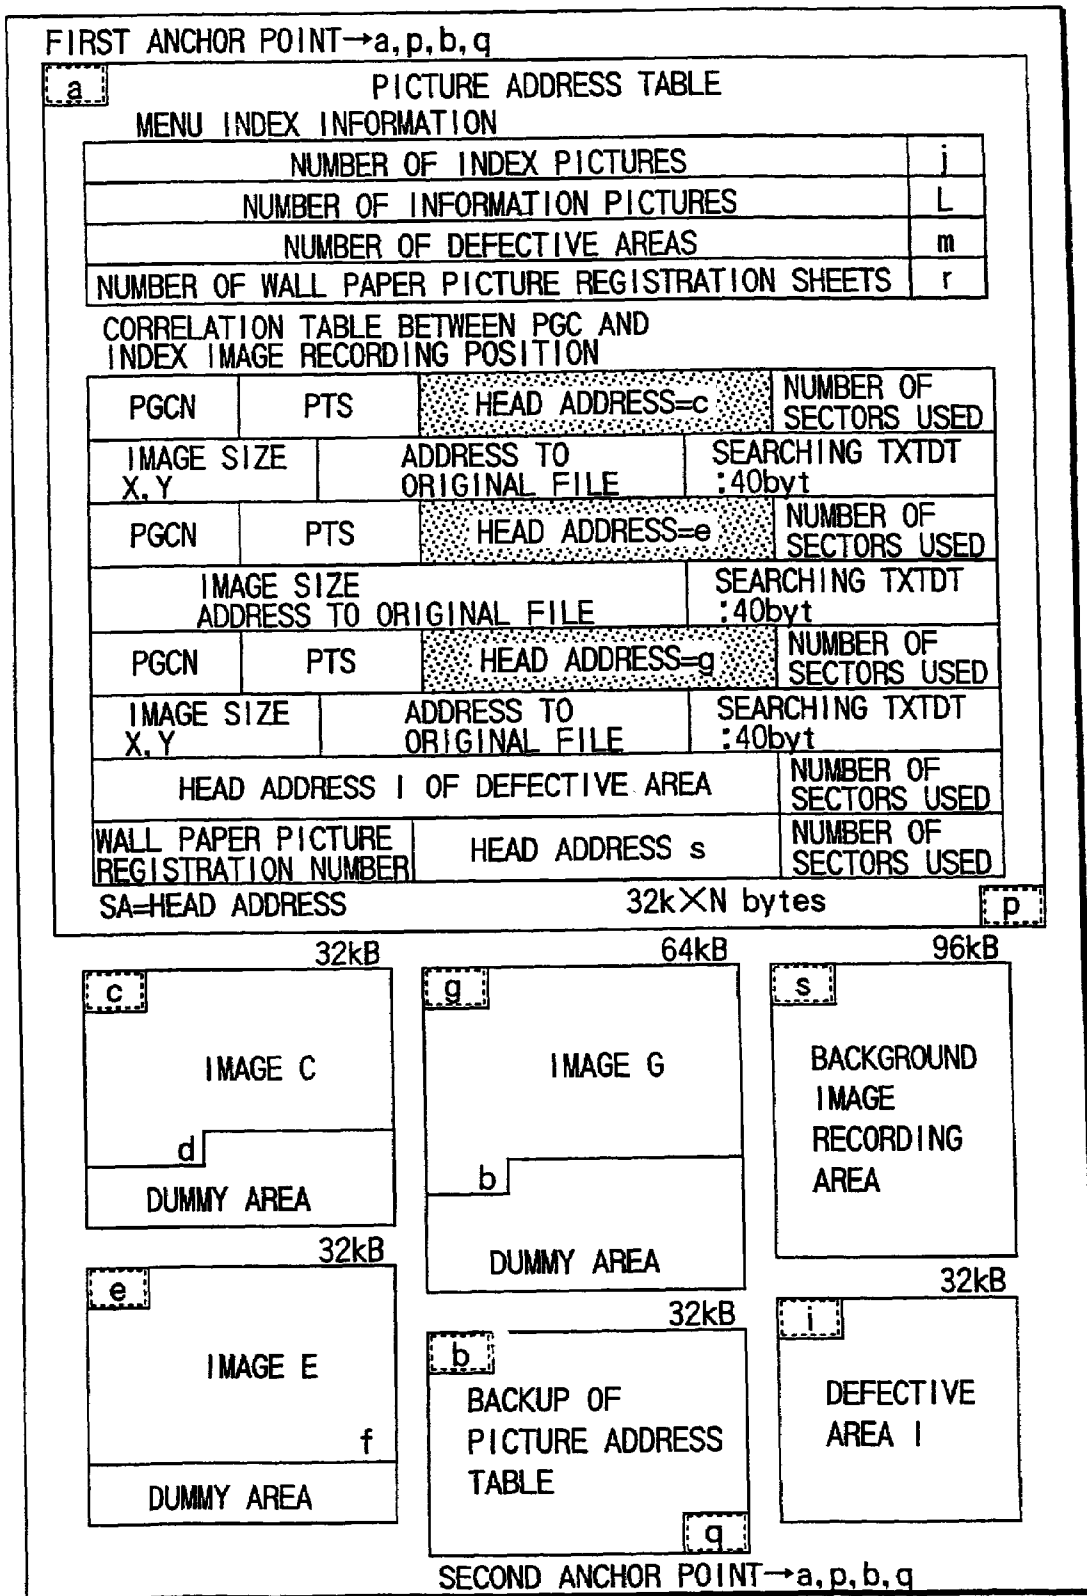 FIRST ANCHOR POINT→a,p,b,q
a
PICTURE ADDRESS TABLE
MENU INDEX INFORMATION
NUMBER OF INDEX PICTURES j
NUMBER OF INFORMATION PICTURES L
NUMBER OF DEFECTIVE AREAS m
NUMBER OF WALL PAPER PICTURE REGISTRATION SHEETS r
CORRELATION TABLE BETWEEN PGC AND
INDEX IMAGE RECORDING POSITION
PGCN PTS HEAD ADDRESS=c NUMBER OF
SECTORS USED
IMAGE SIZE ADDRESS TO SEARCHING TXTDT
X,Y ORIGINAL FILE :40byt
PGCN PTS HEAD ADDRESS=e NUMBER OF
SECTORS USED
IMAGE SIZE SEARCHING TXTDT
ADDRESS TO ORIGINAL FILE :40byt
PGCN PTS HEAD ADDRESS=g NUMBER OF
SECTORS USED
IMAGE SIZE ADDRESS TO SEARCHING TXTDT
X,Y ORIGINAL FILE :40byt
HEAD ADDRESS I OF DEFECTIVE AREA NUMBER OF
SECTORS USED
WALL PAPER PICTURE HEAD ADDRESS s NUMBER OF
REGISTRATION NUMBER SECTORS USED
SA=HEAD ADDRESS 32k×N bytes p
32kB
c
IMAGE C
d
DUMMY AREA
64kB
g
IMAGE G
b
DUMMY AREA
96kB
s
BACKGROUND
IMAGE
RECORDING
AREA
32kB
e
IMAGE E
f
DUMMY AREA
32kB
b
BACKUP OF
PICTURE ADDRESS
TABLE
q
32kB
i
DEFECTIVE
AREA I
SECOND ANCHOR POINT→a,p,b,q